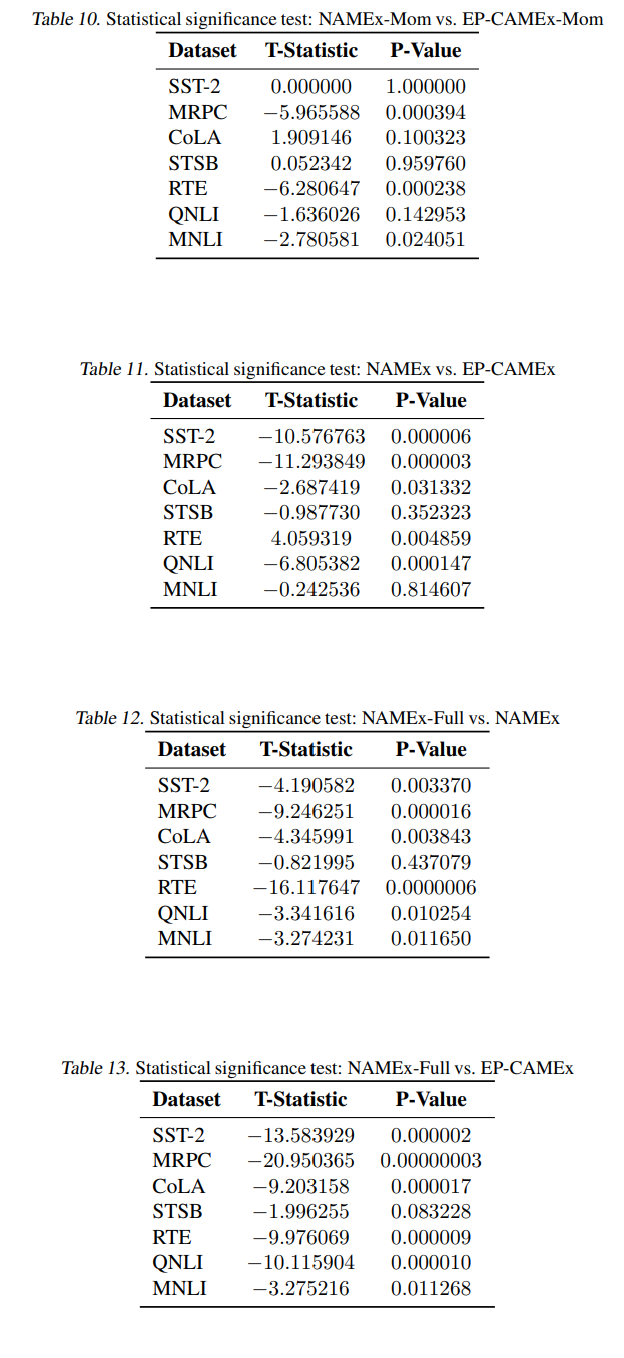 Table 10. Statistical significance test: NAMEx-Mom vs. EP-CAMEx-Mom
Dataset T-Statistic P-Value
SST-2 0.000000 1.000000
MRPC −5.965588 0.000394
CoLA 1.909146 0.100323
STSB 0.052342 0.959760
RTE −6.280647 0.000238
QNLI −1.636026 0.142953
MNLI −2.780581 0.024051
Table 11. Statistical significance test: NAMEx vs. EP-CAMEx
Dataset T-Statistic P-Value
SST-2 −10.576763 0.000006
MRPC −11.293849 0.000003
CoLA −2.687419 0.031332
STSB −0.987730 0.352323
RTE 4.059319 0.004859
QNLI −6.805382 0.000147
MNLI −0.242536 0.814607
Table 12. Statistical significance test: NAMEx-Full vs. NAMEx
Dataset T-Statistic P-Value
SST-2 −4.190582 0.003370
MRPC −9.246251 0.000016
CoLA −4.345991 0.003843
STSB −0.821995 0.437079
RTE −16.117647 0.0000006
QNLI −3.341616 0.010254
MNLI −3.274231 0.011650
Table 13. Statistical significance test: NAMEx-Full vs. EP-CAMEx
Dataset T-Statistic P-Value
SST-2 −13.583929 0.000002
MRPC −20.950365 0.00000003
CoLA −9.203158 0.000017
STSB −1.996255 0.083228
RTE −9.976069 0.000009
QNLI −10.115904 0.000010
MNLI −3.275216 0.011268